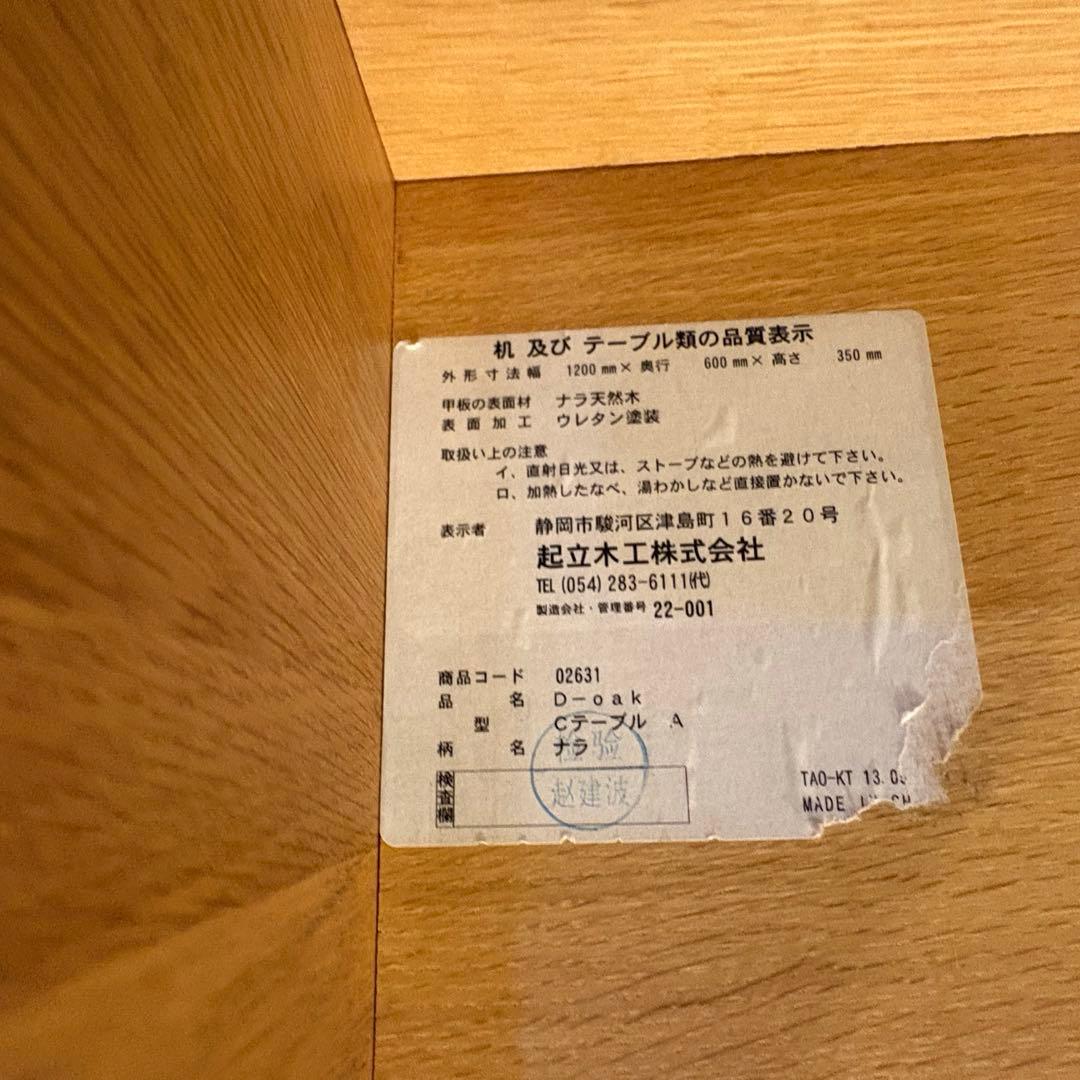 机 及び テーブル類の品質表示
外形寸法幅 1200 mm× 奥行 600 mm× 高さ 350 mm
甲板の表面材 ナラ天然木
表面加工 ウレタン塗装
取扱い上の注意
イ、直射日光又は、ストーブなどの熱を避けて下さい。
ロ、加熱したなべ、湯わかしなど直接置かないで下さい。
表示者 静岡市駿河区津島町16番20号
起立木工株式会社
TEL (054) 283-6111㈹
製造会社・管理番号 22-001
商品コード 02631
品名 D-oak
型 Cテーブル A
柄名 ナラ
検査欄
检验
赵建波
TAO-KT 13.0
MADE